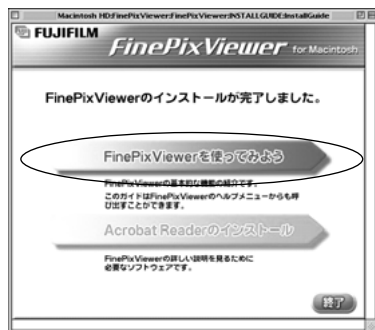 Macintosh HD:FinePixViewer:FinePixViewer:INSTALL GUIDE:InstallGuide
FUJIFILM
FinePixViewer for Macintosh
FinePixViewerのインストールが完了しました。
FinePixViewerを使ってみよう
FinePixViewerの基本的な機能の紹介です。
このガイドはFinePixViewerのヘルプメニューからも呼
び出すことができます。
Acrobat Readerのインストール
FinePixViewerの詳しい説明を見るために
必要なソフトウェアです。
終了